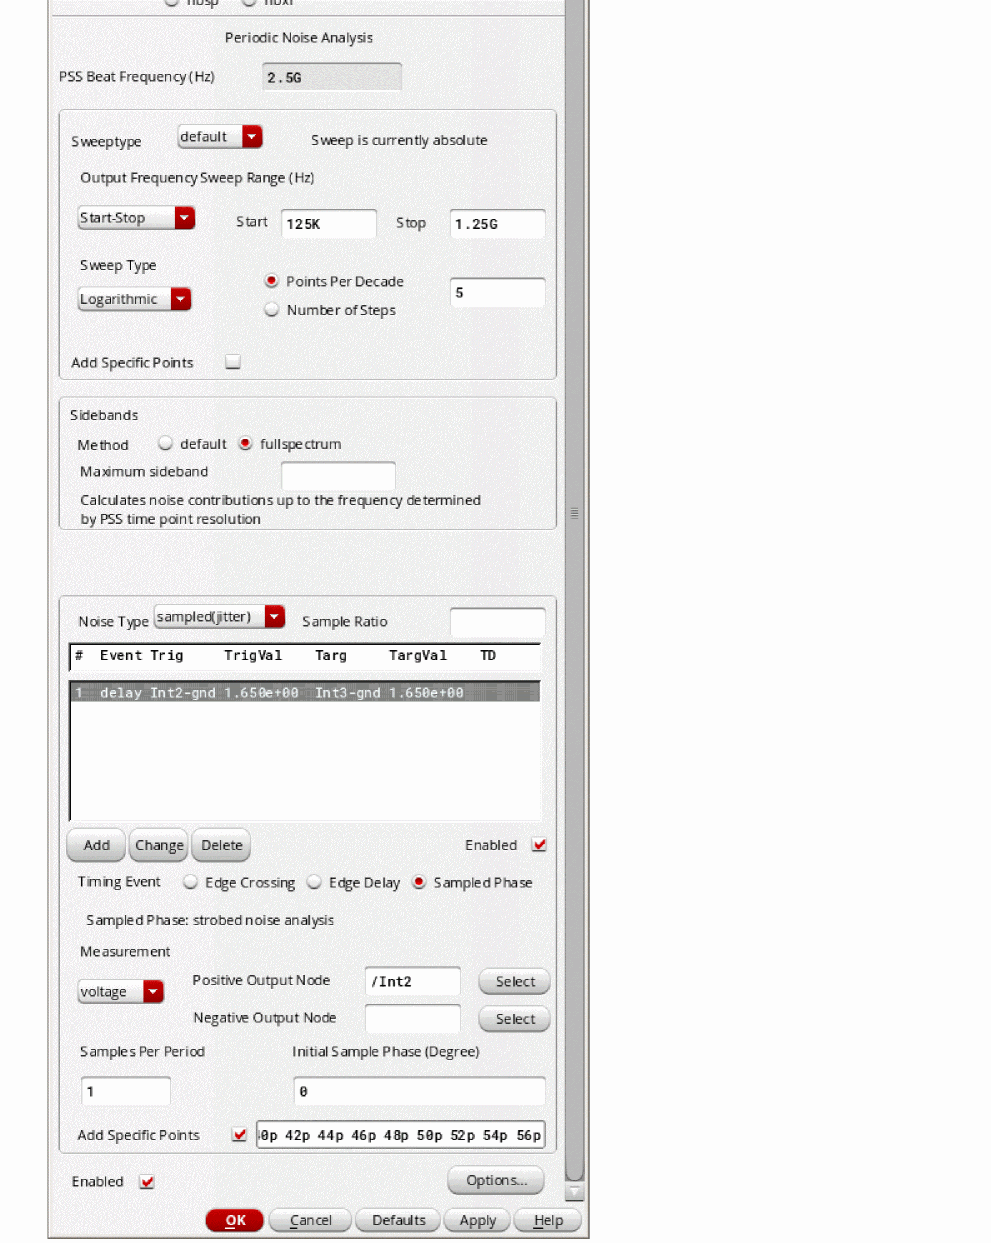 Periodic Noise Analysis
PSS Beat Frequency (Hz) 2.5G
Sweeptype default Sweep is currently absolute
Output Frequency Sweep Range (Hz)
Start-Stop Start 125K Stop 1.25G
Sweep Type
Points Per Decade
Logarithmic 5
Number of Steps
Add Specific Points
Sidebands
Method default fullspectrum
Maximum sideband
Calculates noise contributions up to the frequency determined
by PSS time point resolution
Noise Type sampled(jitter) Sample Ratio
# Event Trig TrigVal Targ TargVal TD
1 delay Int2-gnd 1.650e+00 Int3-gnd 1.650e+00
Add Change Delete Enabled
Timing Event Edge Crossing Edge Delay Sampled Phase
Sampled Phase: strobed noise analysis
Measurement
voltage Positive Output Node /Int2 Select
Negative Output Node Select
Samples Per Period Initial Sample Phase (Degree)
1 0
Add Specific Points 42p 44p 46p 48p 50p 52p 54p 56p
Enabled Options...
OK Cancel Defaults Apply Help